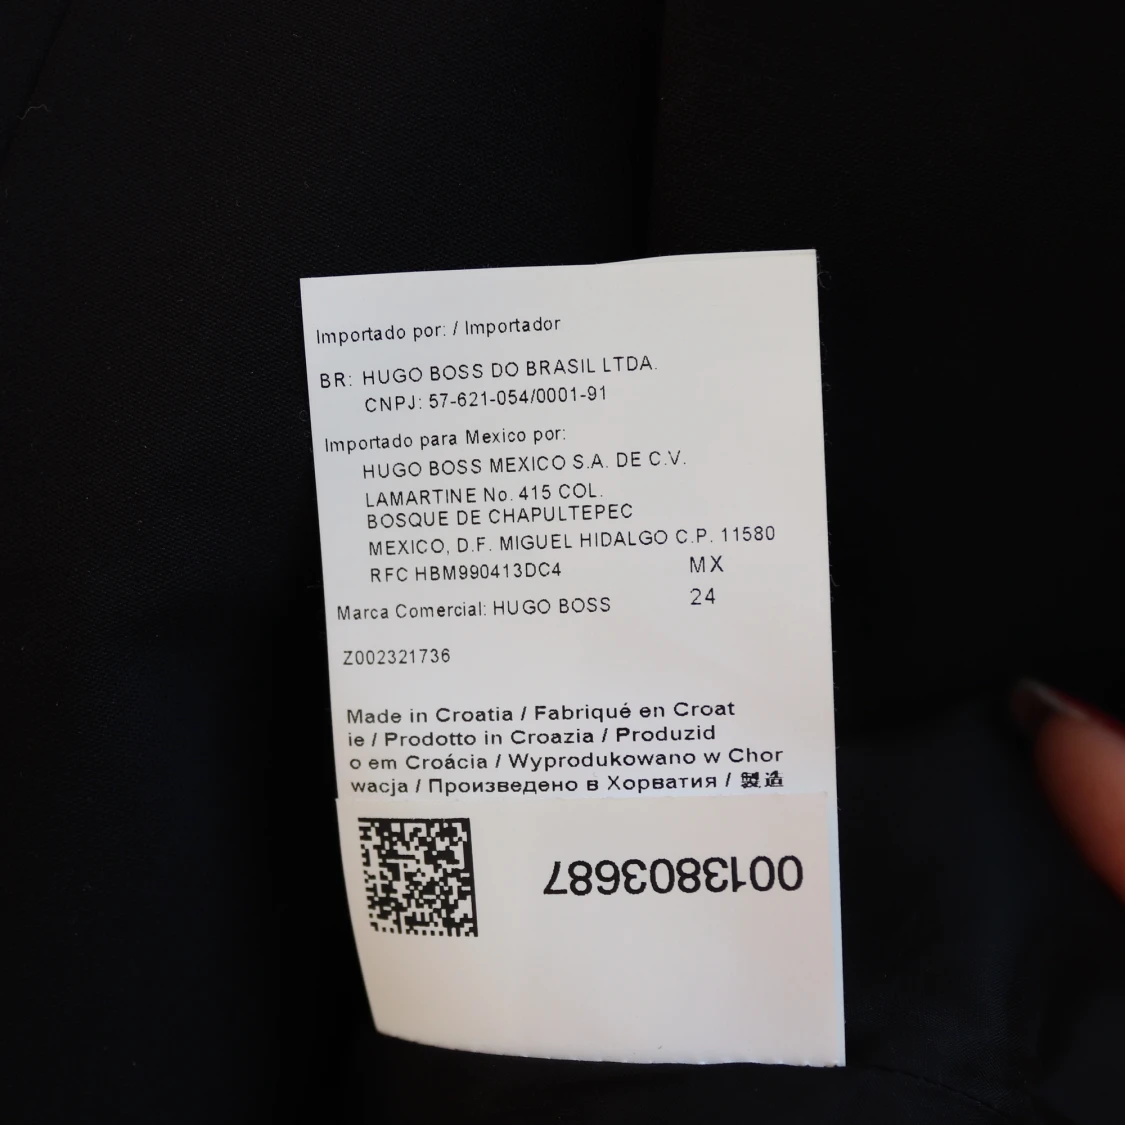 Importado por: / Importador
BR: HUGO BOSS DO BRASIL LTDA.
CNPJ: 57-621-054/0001-91
Importado para Mexico por:
HUGO BOSS MEXICO S.A. DE C.V.
LAMARTINE No. 415 COL.
BOSQUE DE CHAPULTEPEC
MEXICO, D.F. MIGUEL HIDALGO C.P. 11580
RFC HBM990413DC4 MX
Marca Comercial: HUGO BOSS 24
Z002321736
Made in Croatia / Fabriqué en Croat
ie / Prodotto in Croazia / Produzid
o em Croácia / Wyprodukowano w Chor
wacja / Произведено в Хорватия / 製造
0013803687